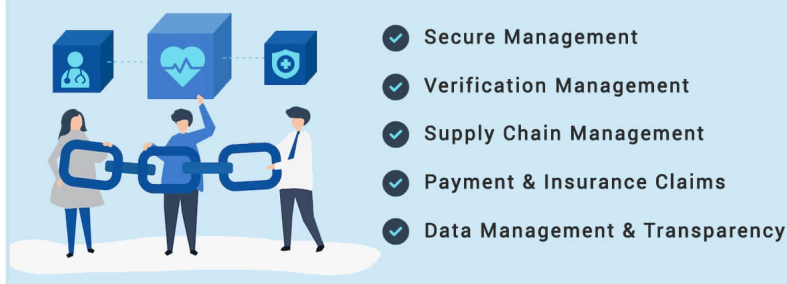 Secure Management
Verification Management
Supply Chain Management
Payment & Insurance Claims
Data Management & Transparency